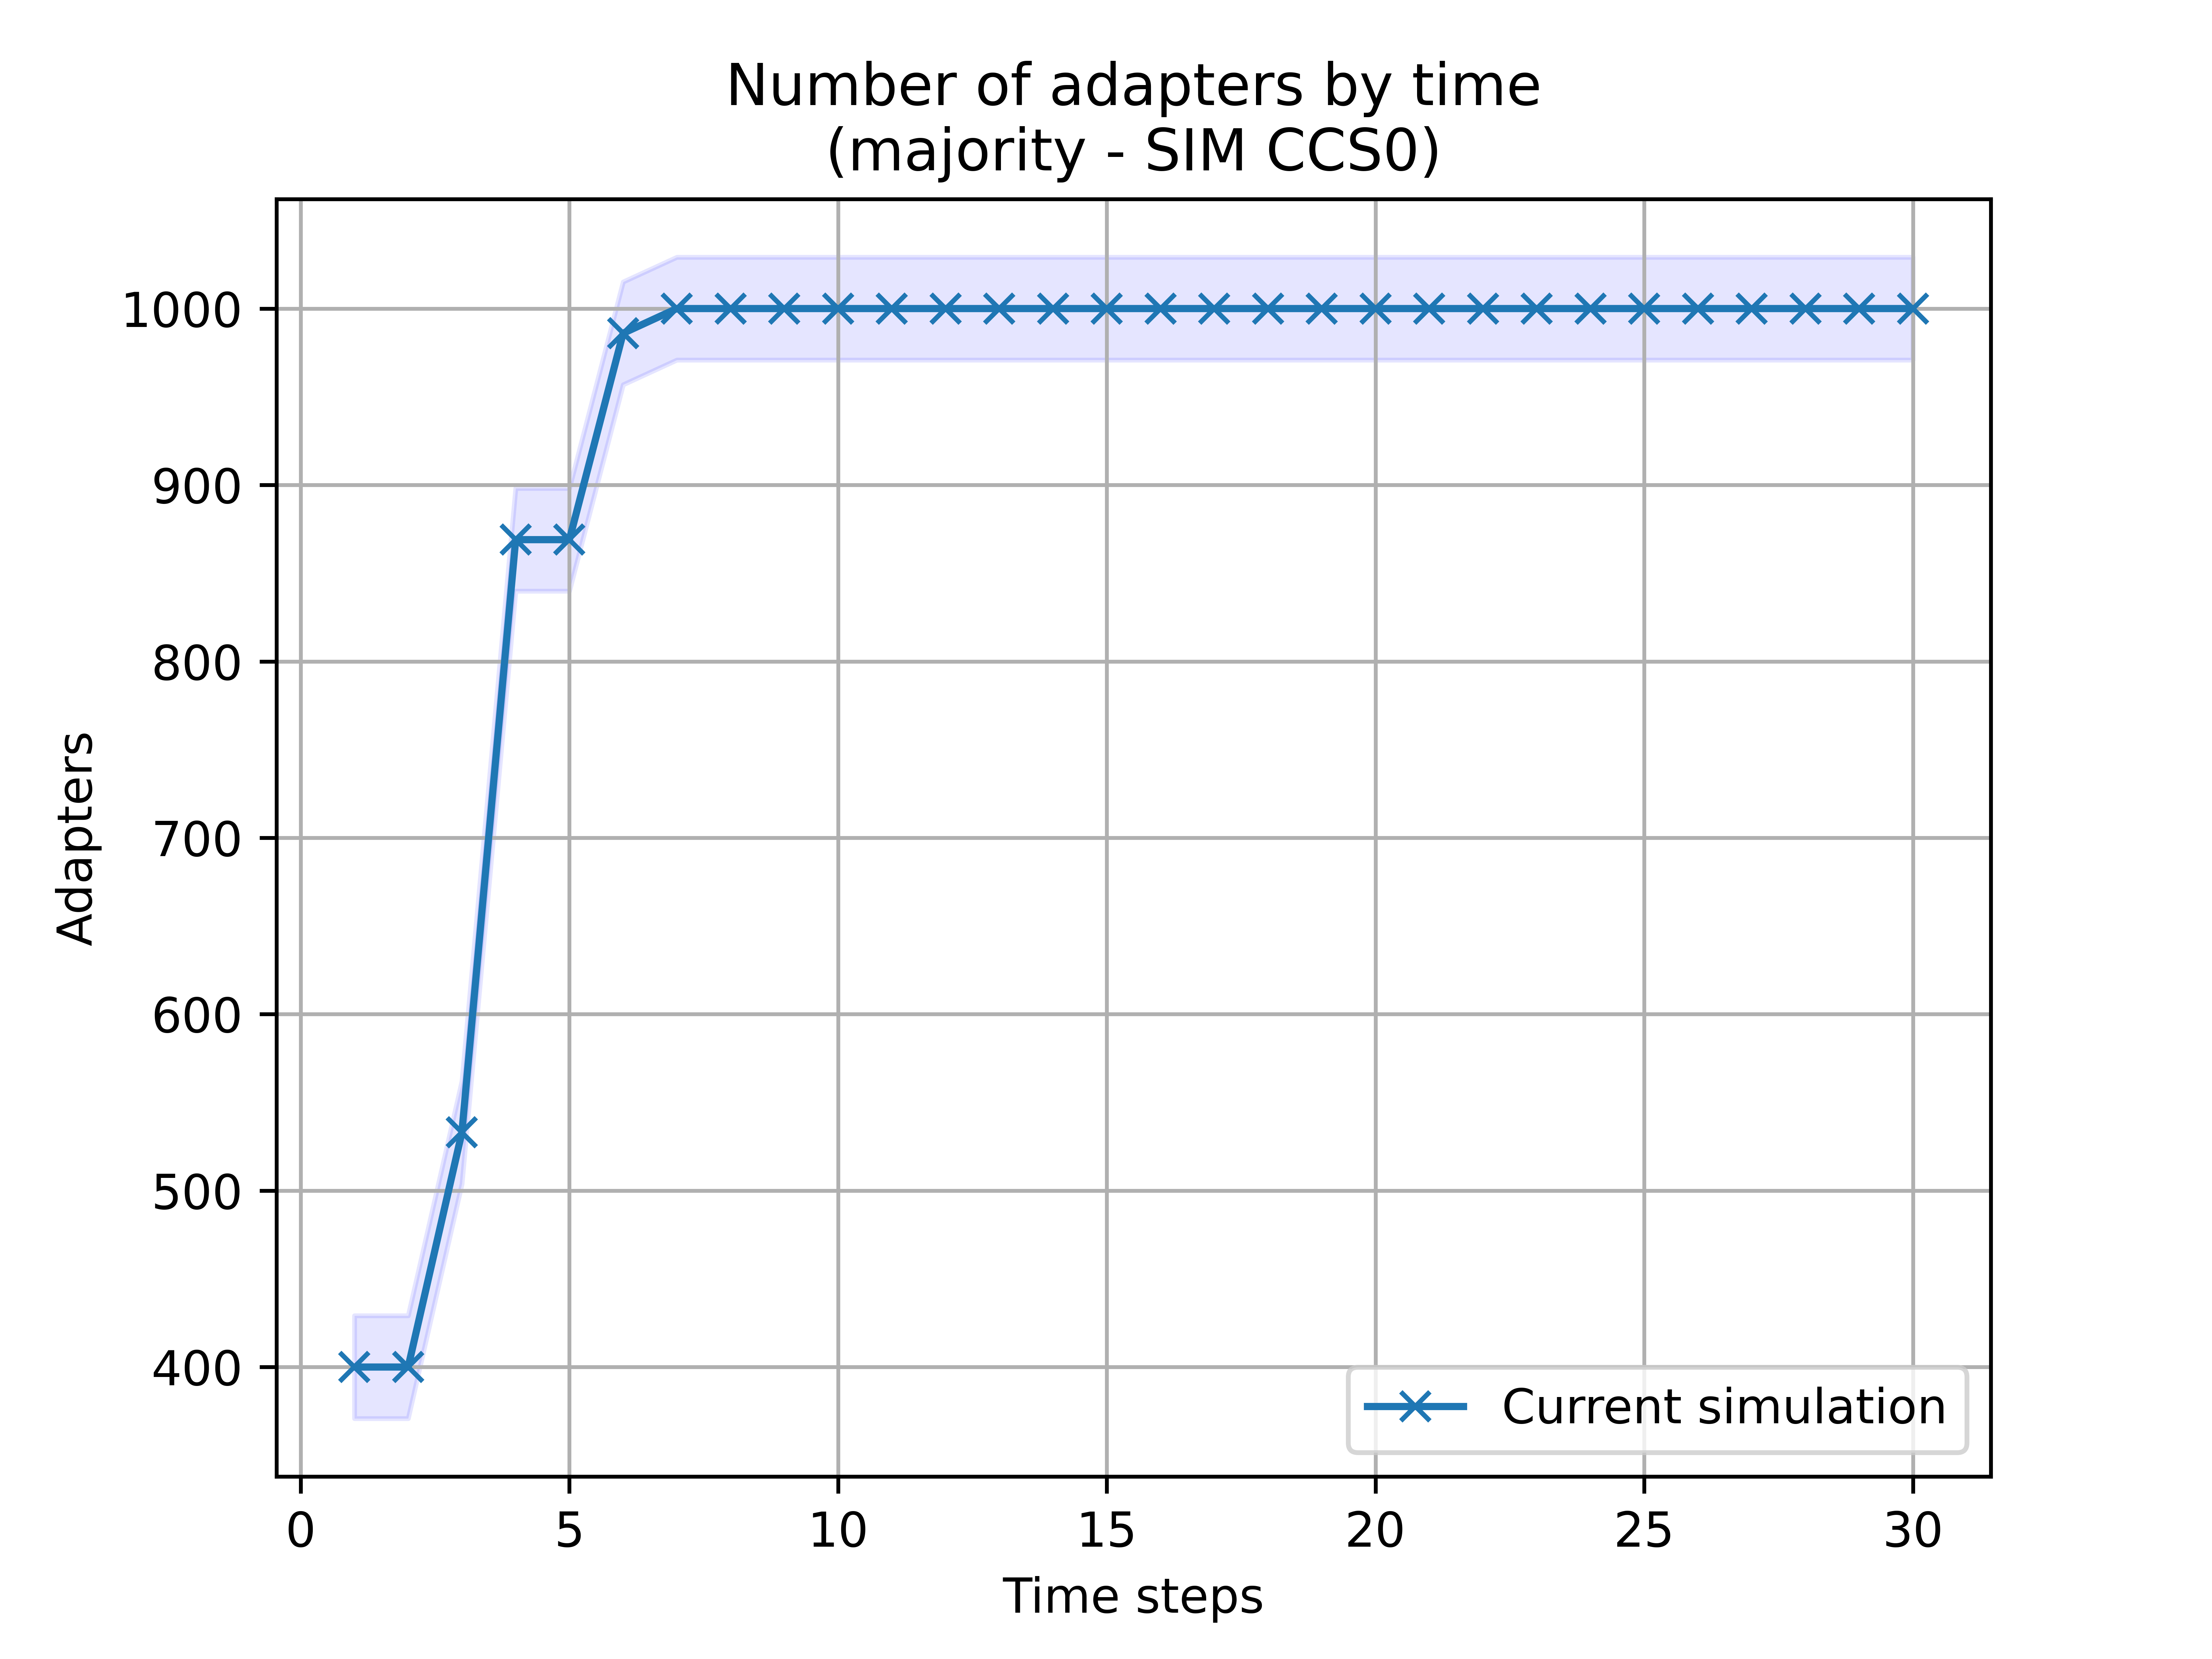 Number of adapters by time
(majority - SIM CCS0)
1000
900
800
700
600
500
400
Adapters
Current simulation
0 5 10 15 20 25 30
Time steps